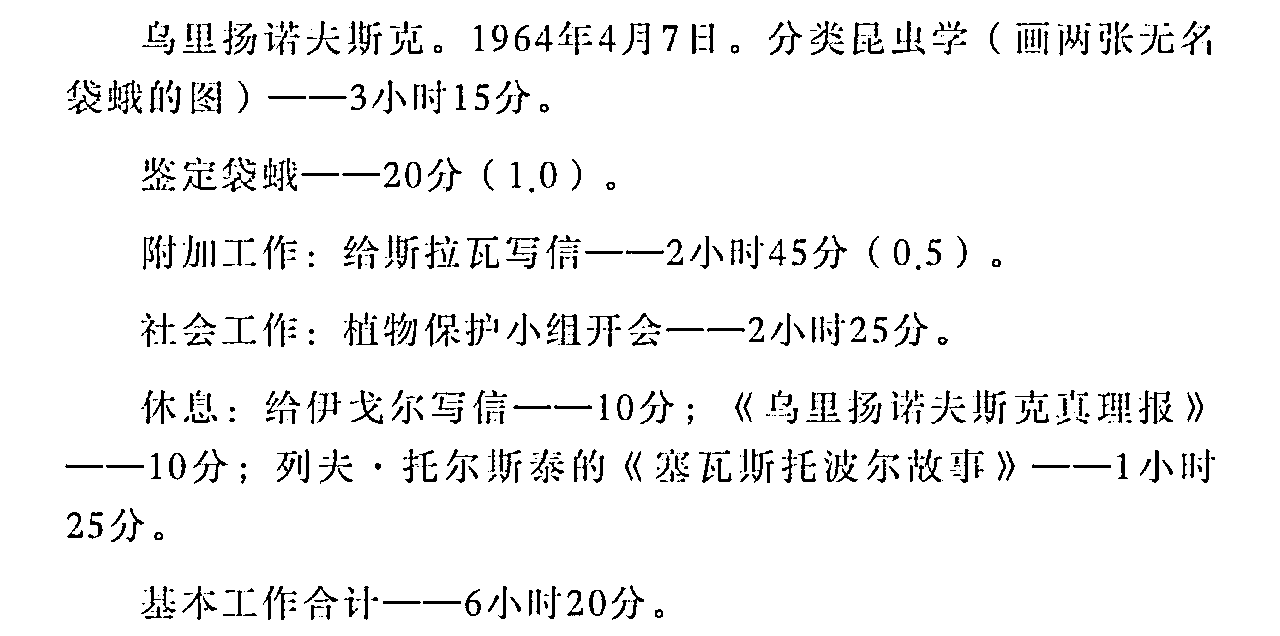 乌里扬诺夫斯克。1964年4月7日。分类昆虫学（画两张无名
袋蛾的图）——3小时15分。
鉴定袋蛾——20分（1.0）。
附加工作：给斯拉瓦写信——2小时45分（0.5）。
社会工作：植物保护小组开会——2小时25分。
休息：给伊戈尔写信——10分；《乌里扬诺夫斯克真理报》
——10分；列夫·托尔斯泰的《塞瓦斯托波尔故事》——1小时
25分。
基本工作合计——6小时20分。